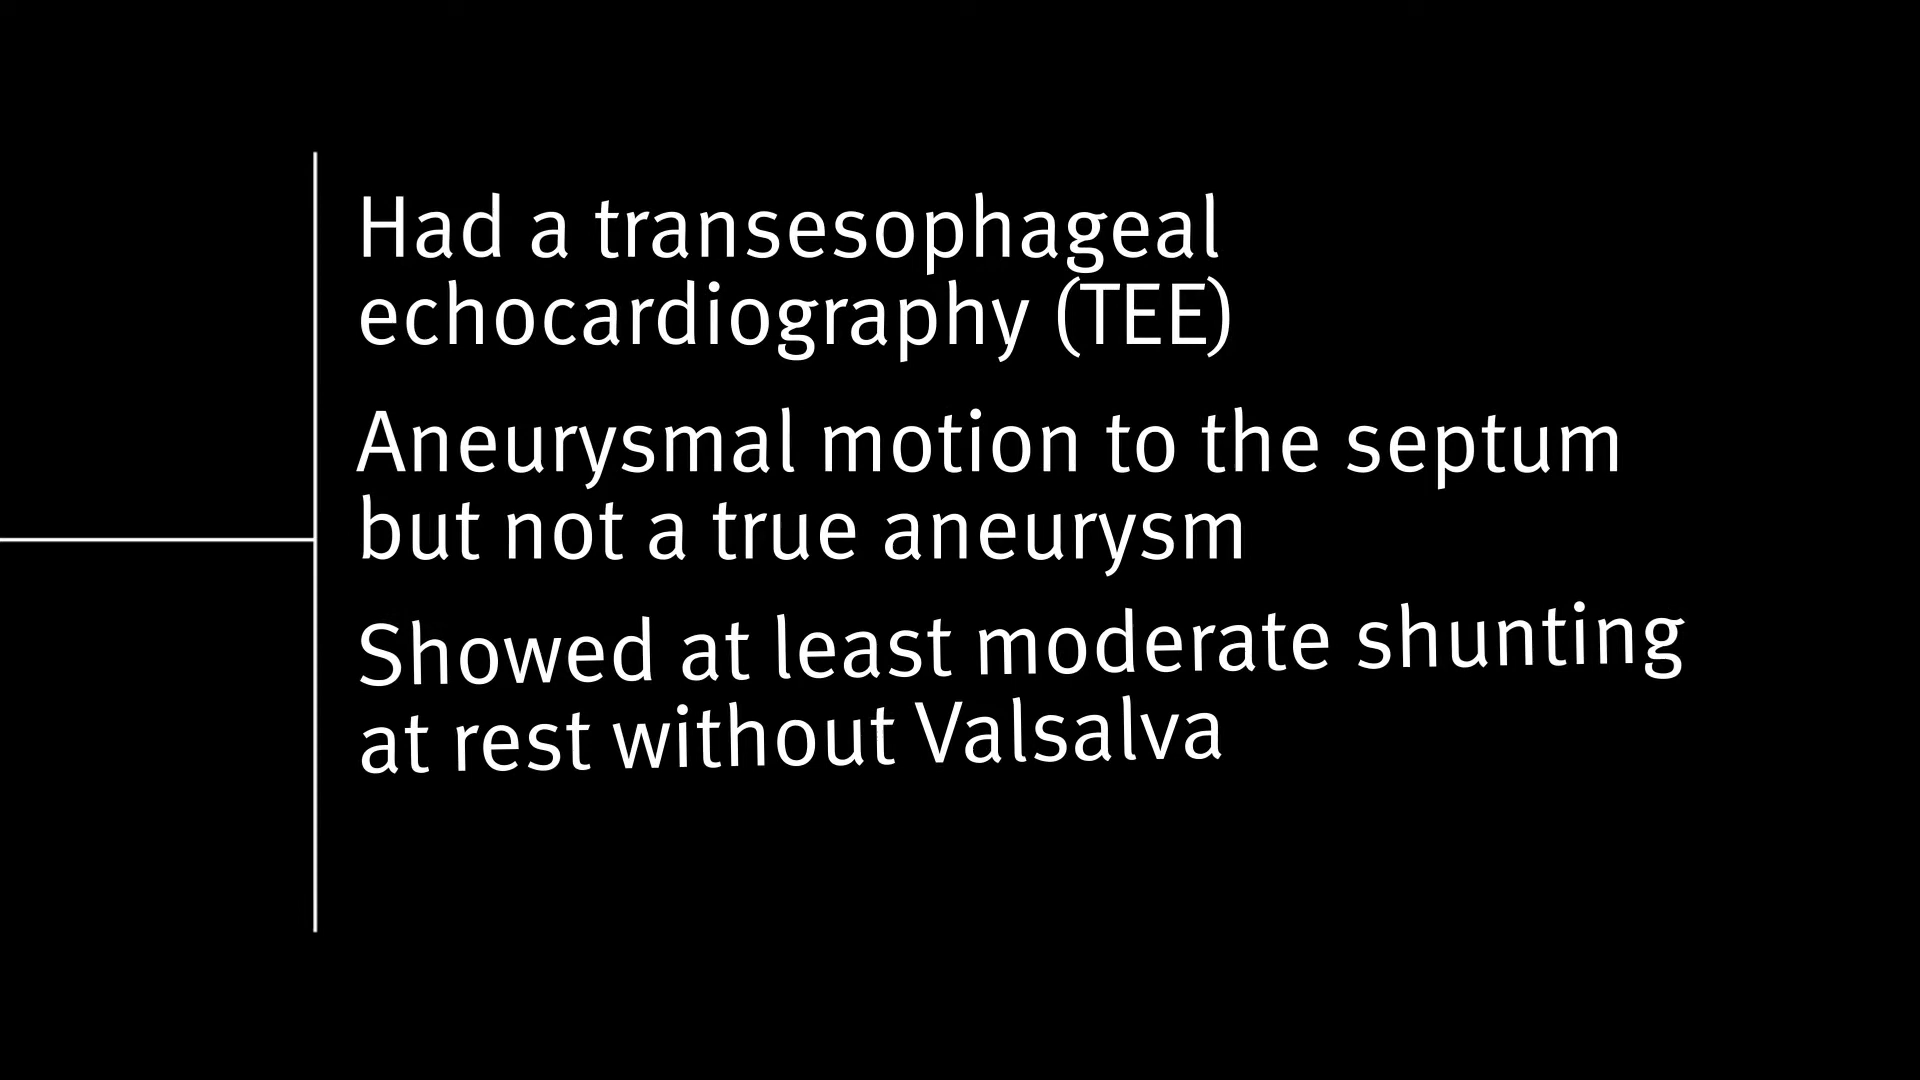 Had a transesophageal
echocardiography (TEE)
Aneurysmal motion to the septum
but not a true aneurysm
Showed at least moderate shunting
at rest without Valsalva